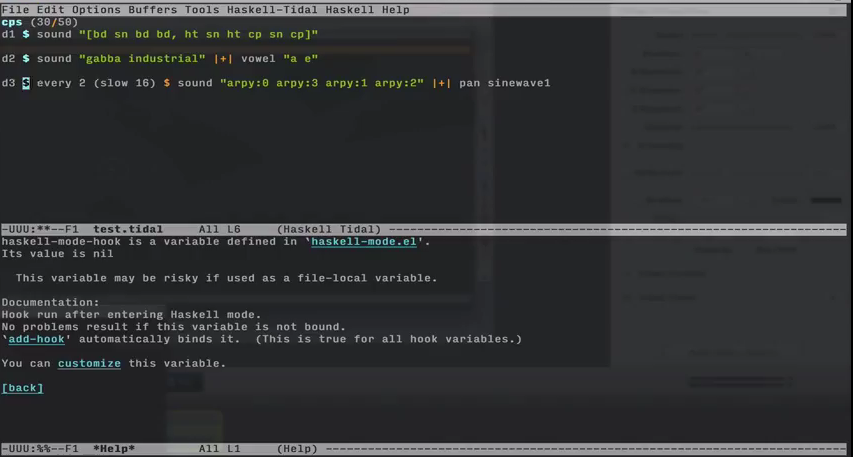 File Edit Options Buffers Tools Haskell-Tidal Haskell Help
cps (30/50)
d1 $ sound "[bd sn bd bd, ht sn ht cp sn cp]"
d2 $ sound "gabba industrial" |+| vowel "a e"
d3 $ every 2 (slow 16) $ sound "arpy:0 arpy:3 arpy:1 arpy:2" |+| pan sinewave1
-UUU:**--F1  test.tidal     All L6     (Haskell Tidal) ----------------------------------------------------
haskell-mode-hook is a variable defined in `haskell-mode.el'.
Its value is nil
This variable may be risky if used as a file-local variable.
Documentation:
Hook run after entering Haskell mode.
No problems result if this variable is not bound.
`add-hook' automatically binds it.  (This is true for all hook variables.)
You can customize this variable.
[back]
-UUU:%%--F1  *Help*         All L1     (Help) -----------------------------------------------------------